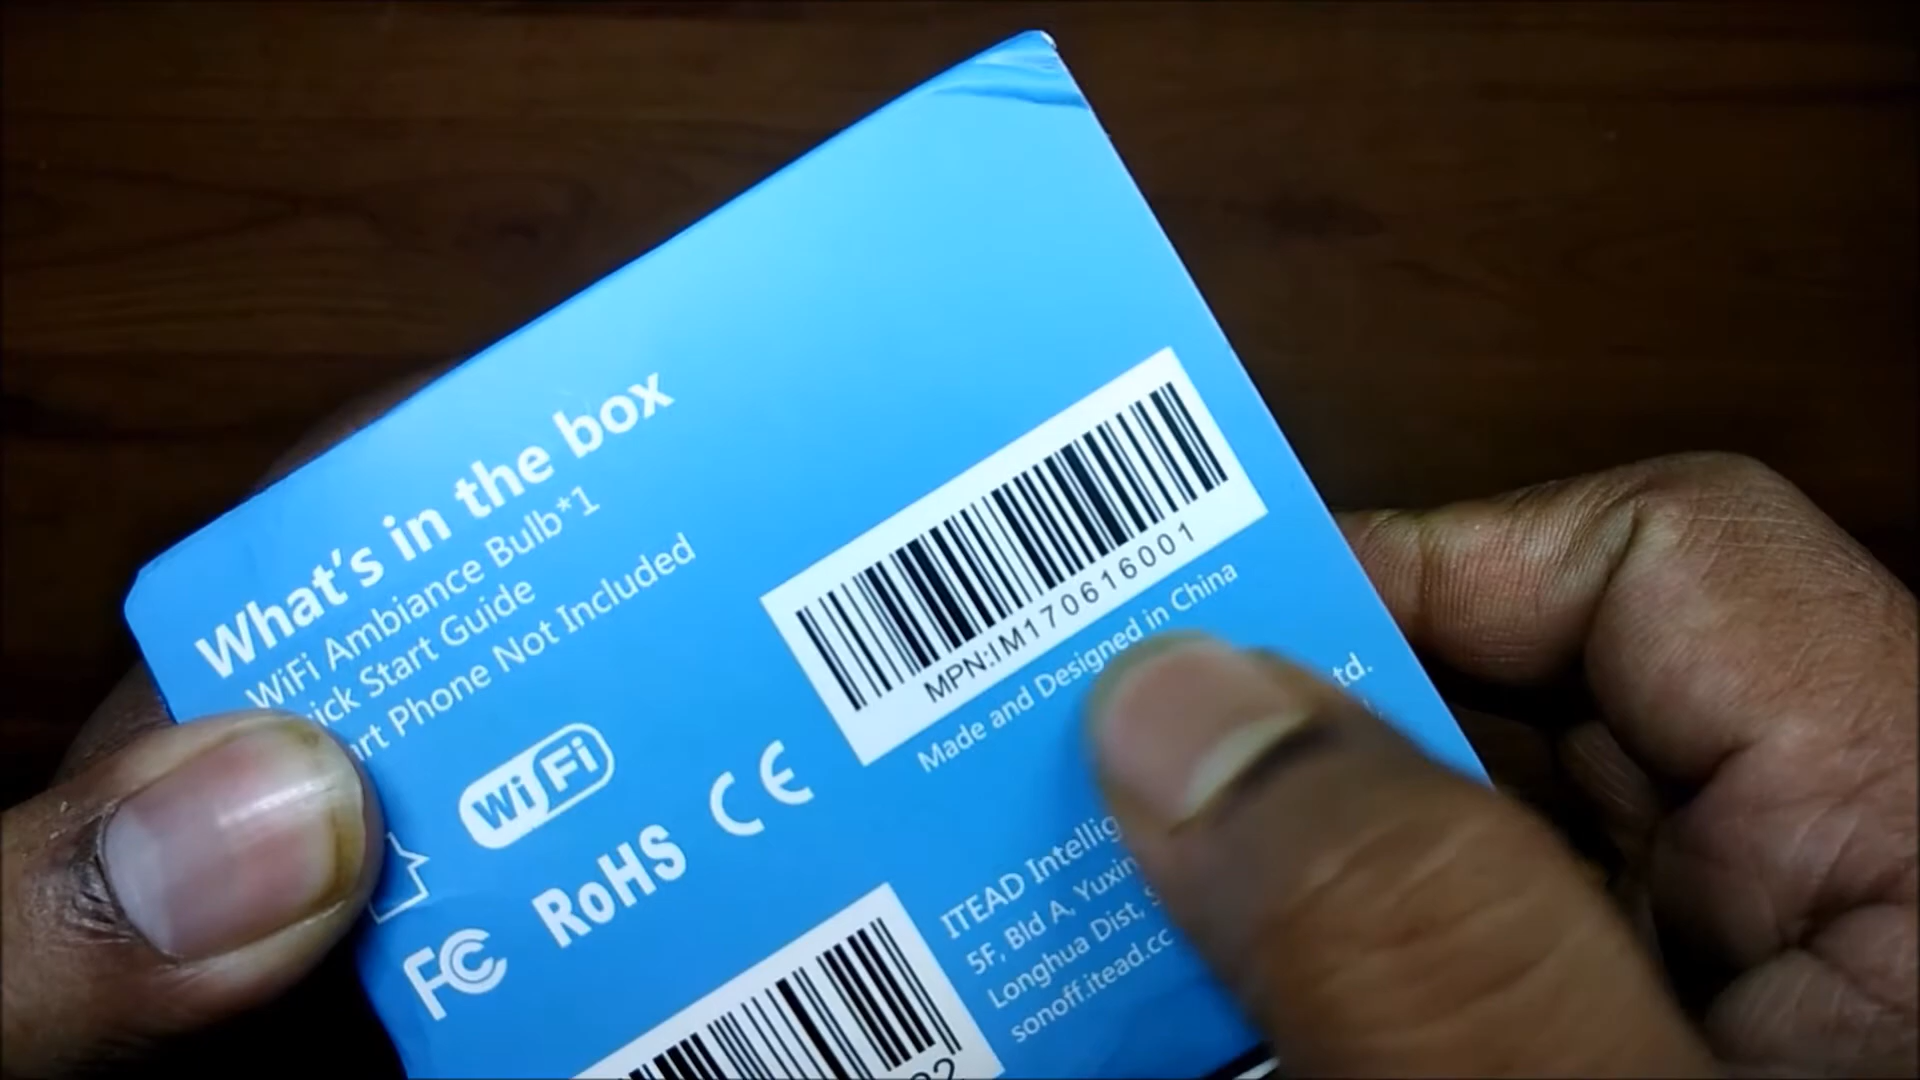 What's in the box
WiFi Ambiance Bulb*1
ick Start Guide
art Phone Not Included
WiFi
FC
RoHS
CE
MPN:IM170616001
Made and Designed in China
td.
ITEAD Intellig
5F, Bld A, Yuxin
Longhua Dist, S
sonoff.itead.cc